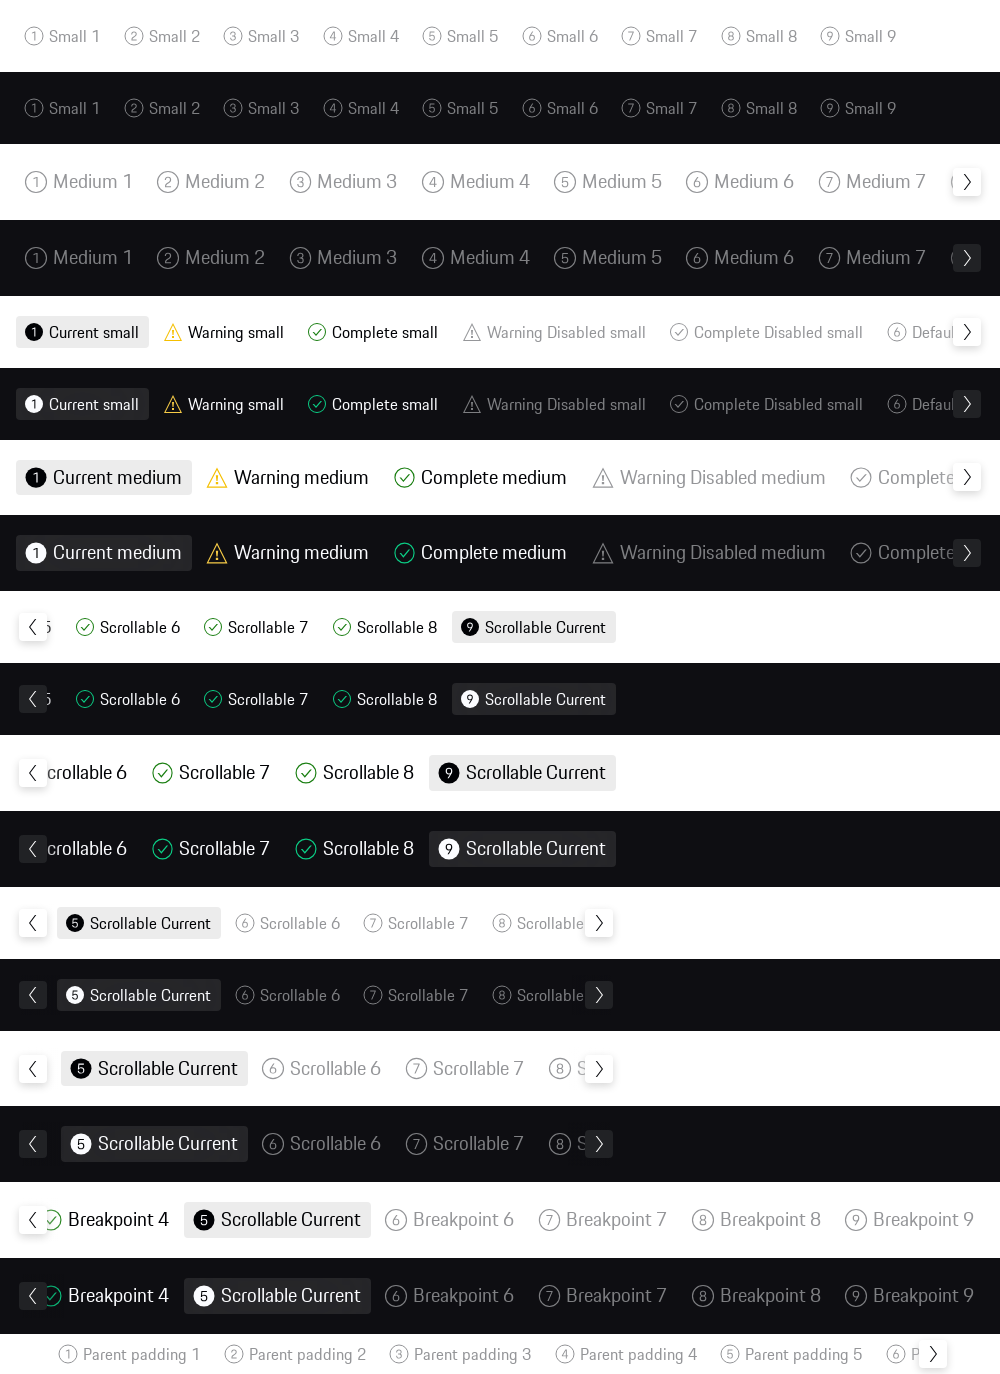 1 Small 1 2 Small 2 3 Small 3 4 Small 4 5 Small 5 6 Small 6 7 Small 7 8 Small 8 9 Small 9
1 Small 1 2 Small 2 3 Small 3 4 Small 4 5 Small 5 6 Small 6 7 Small 7 8 Small 8 9 Small 9
1 Medium 1 2 Medium 2 3 Medium 3 4 Medium 4 5 Medium 5 6 Medium 6 7 Medium 7
1 Medium 1 2 Medium 2 3 Medium 3 4 Medium 4 5 Medium 5 6 Medium 6 7 Medium 7
1 Current small Warning small Complete small Warning Disabled small Complete Disabled small 6 Defau
1 Current small Warning small Complete small Warning Disabled small Complete Disabled small 6 Defau
1 Current medium Warning medium Complete medium Warning Disabled medium Complete
1 Current medium Warning medium Complete medium Warning Disabled medium Complete
5 Scrollable 6 Scrollable 7 Scrollable 8 9 Scrollable Current
5 Scrollable 6 Scrollable 7 Scrollable 8 9 Scrollable Current
crollable 6 Scrollable 7 Scrollable 8 9 Scrollable Current
crollable 6 Scrollable 7 Scrollable 8 9 Scrollable Current
5 Scrollable Current 6 Scrollable 6 7 Scrollable 7 8 Scrollable
5 Scrollable Current 6 Scrollable 6 7 Scrollable 7 8 Scrollable
5 Scrollable Current 6 Scrollable 6 7 Scrollable 7 8 S
5 Scrollable Current 6 Scrollable 6 7 Scrollable 7 8 S
Breakpoint 4 5 Scrollable Current 6 Breakpoint 6 7 Breakpoint 7 8 Breakpoint 8 9 Breakpoint 9
Breakpoint 4 5 Scrollable Current 6 Breakpoint 6 7 Breakpoint 7 8 Breakpoint 8 9 Breakpoint 9
1 Parent padding 1 2 Parent padding 2 3 Parent padding 3 4 Parent padding 4 5 Parent padding 5 6 P